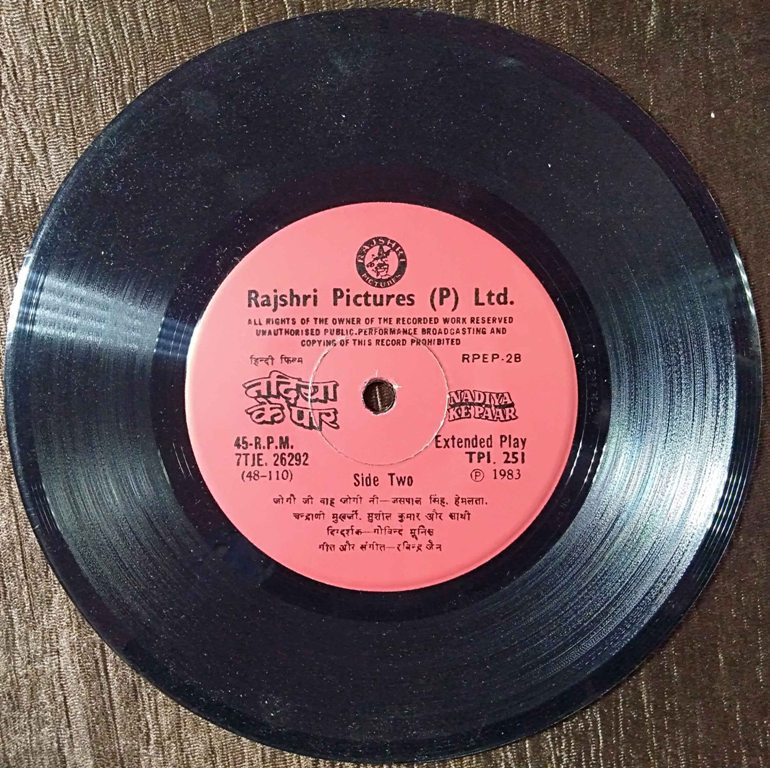 RAJSHRI
PICTURES
Rajshri Pictures (P) Ltd.
ALL RIGHTS OF THE OWNER OF THE RECORDED WORK RESERVED
UNAUTHORISED PUBLIC.PERFORMANCE BROADCASTING AND
COPYING OF THIS RECORD PROHIBITED
हिन्दी फिल्म RPEP-28
नदिया
के पार
NADIYA
KE PAAR
45-R.P.M. Extended Play
7TJE. 26292 TPI. 251
(48-110) Ⓟ 1983
Side Two
जोगी जी वाह जोगी जी—जसपाल सिंह. हेमलता.
चन्द्राणी मुखर्जी. सुशील कुमार और साथी
दिग्दर्शक—गोविन्द मूनिस
गीत और संगीत—रविन्द्र जैन